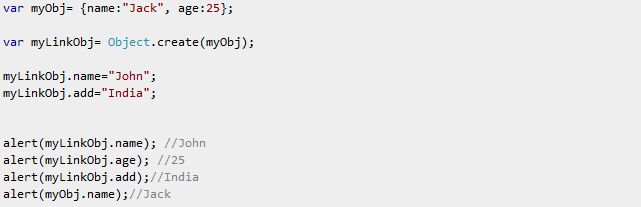 var myObj= {name:"Jack", age:25};
var myLinkObj= Object.create(myObj);
myLinkObj.name="John";
myLinkObj.add="India";
alert(myLinkObj.name); //John
alert(myLinkObj.age); //25
alert(myLinkObj.add);//India
alert(myObj.name);//Jack